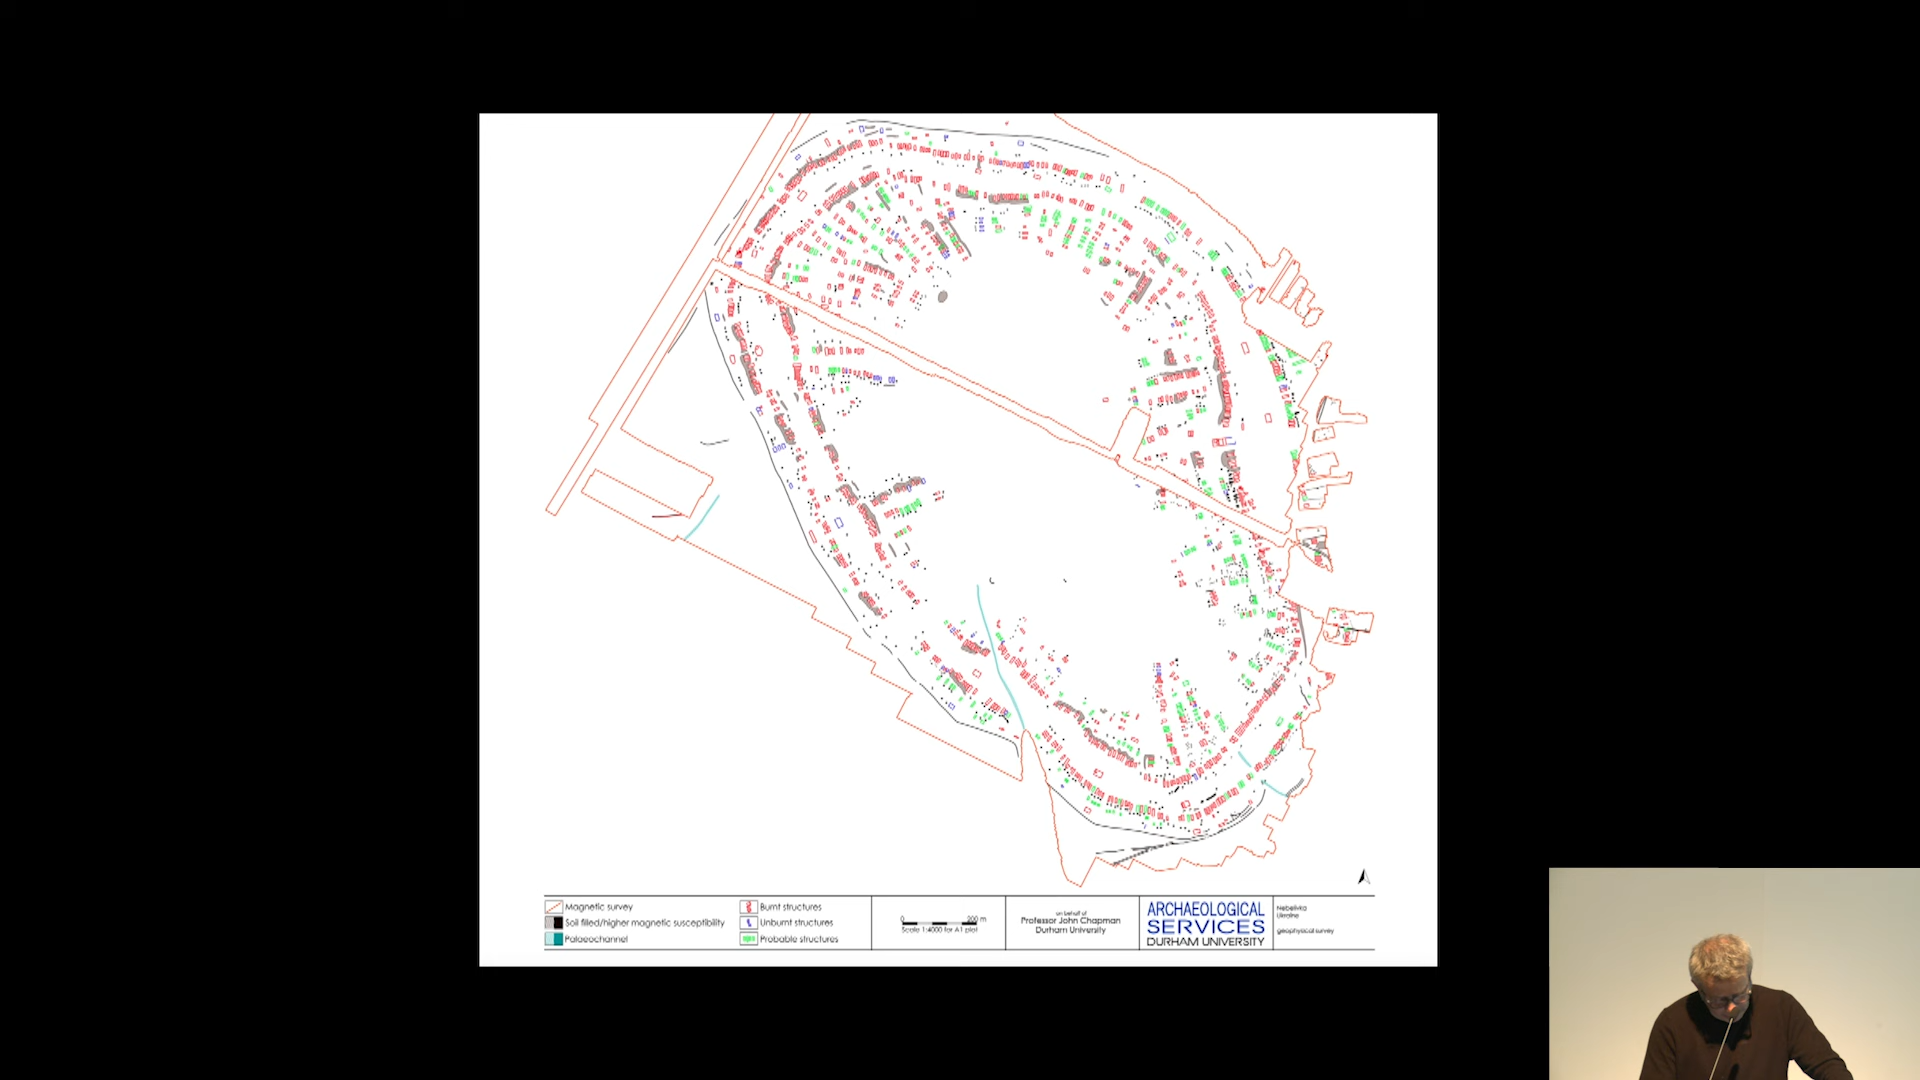 Magnetic survey
Soil filled/higher magnetic susceptibility
Palaeochannel
Burnt structures
Unburnt structures
Probable structures
0 200 m
Scale 1:4000 for A1 plot
on behalf of
Professor John Chapman
Durham University
ARCHAEOLOGICAL
SERVICES
DURHAM UNIVERSITY
Nebelivka
Ukraine
geophysical survey